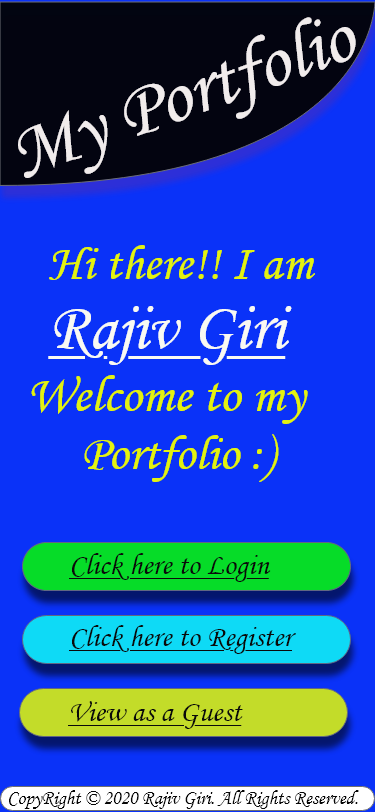 My Portfolio
Hi there!! I am
Rajiv Giri
Welcome to my
Portfolio :)
Click here to Login
Click here to Register
View as a Guest
CopyRight © 2020 Rajiv Giri. All Rights Reserved.